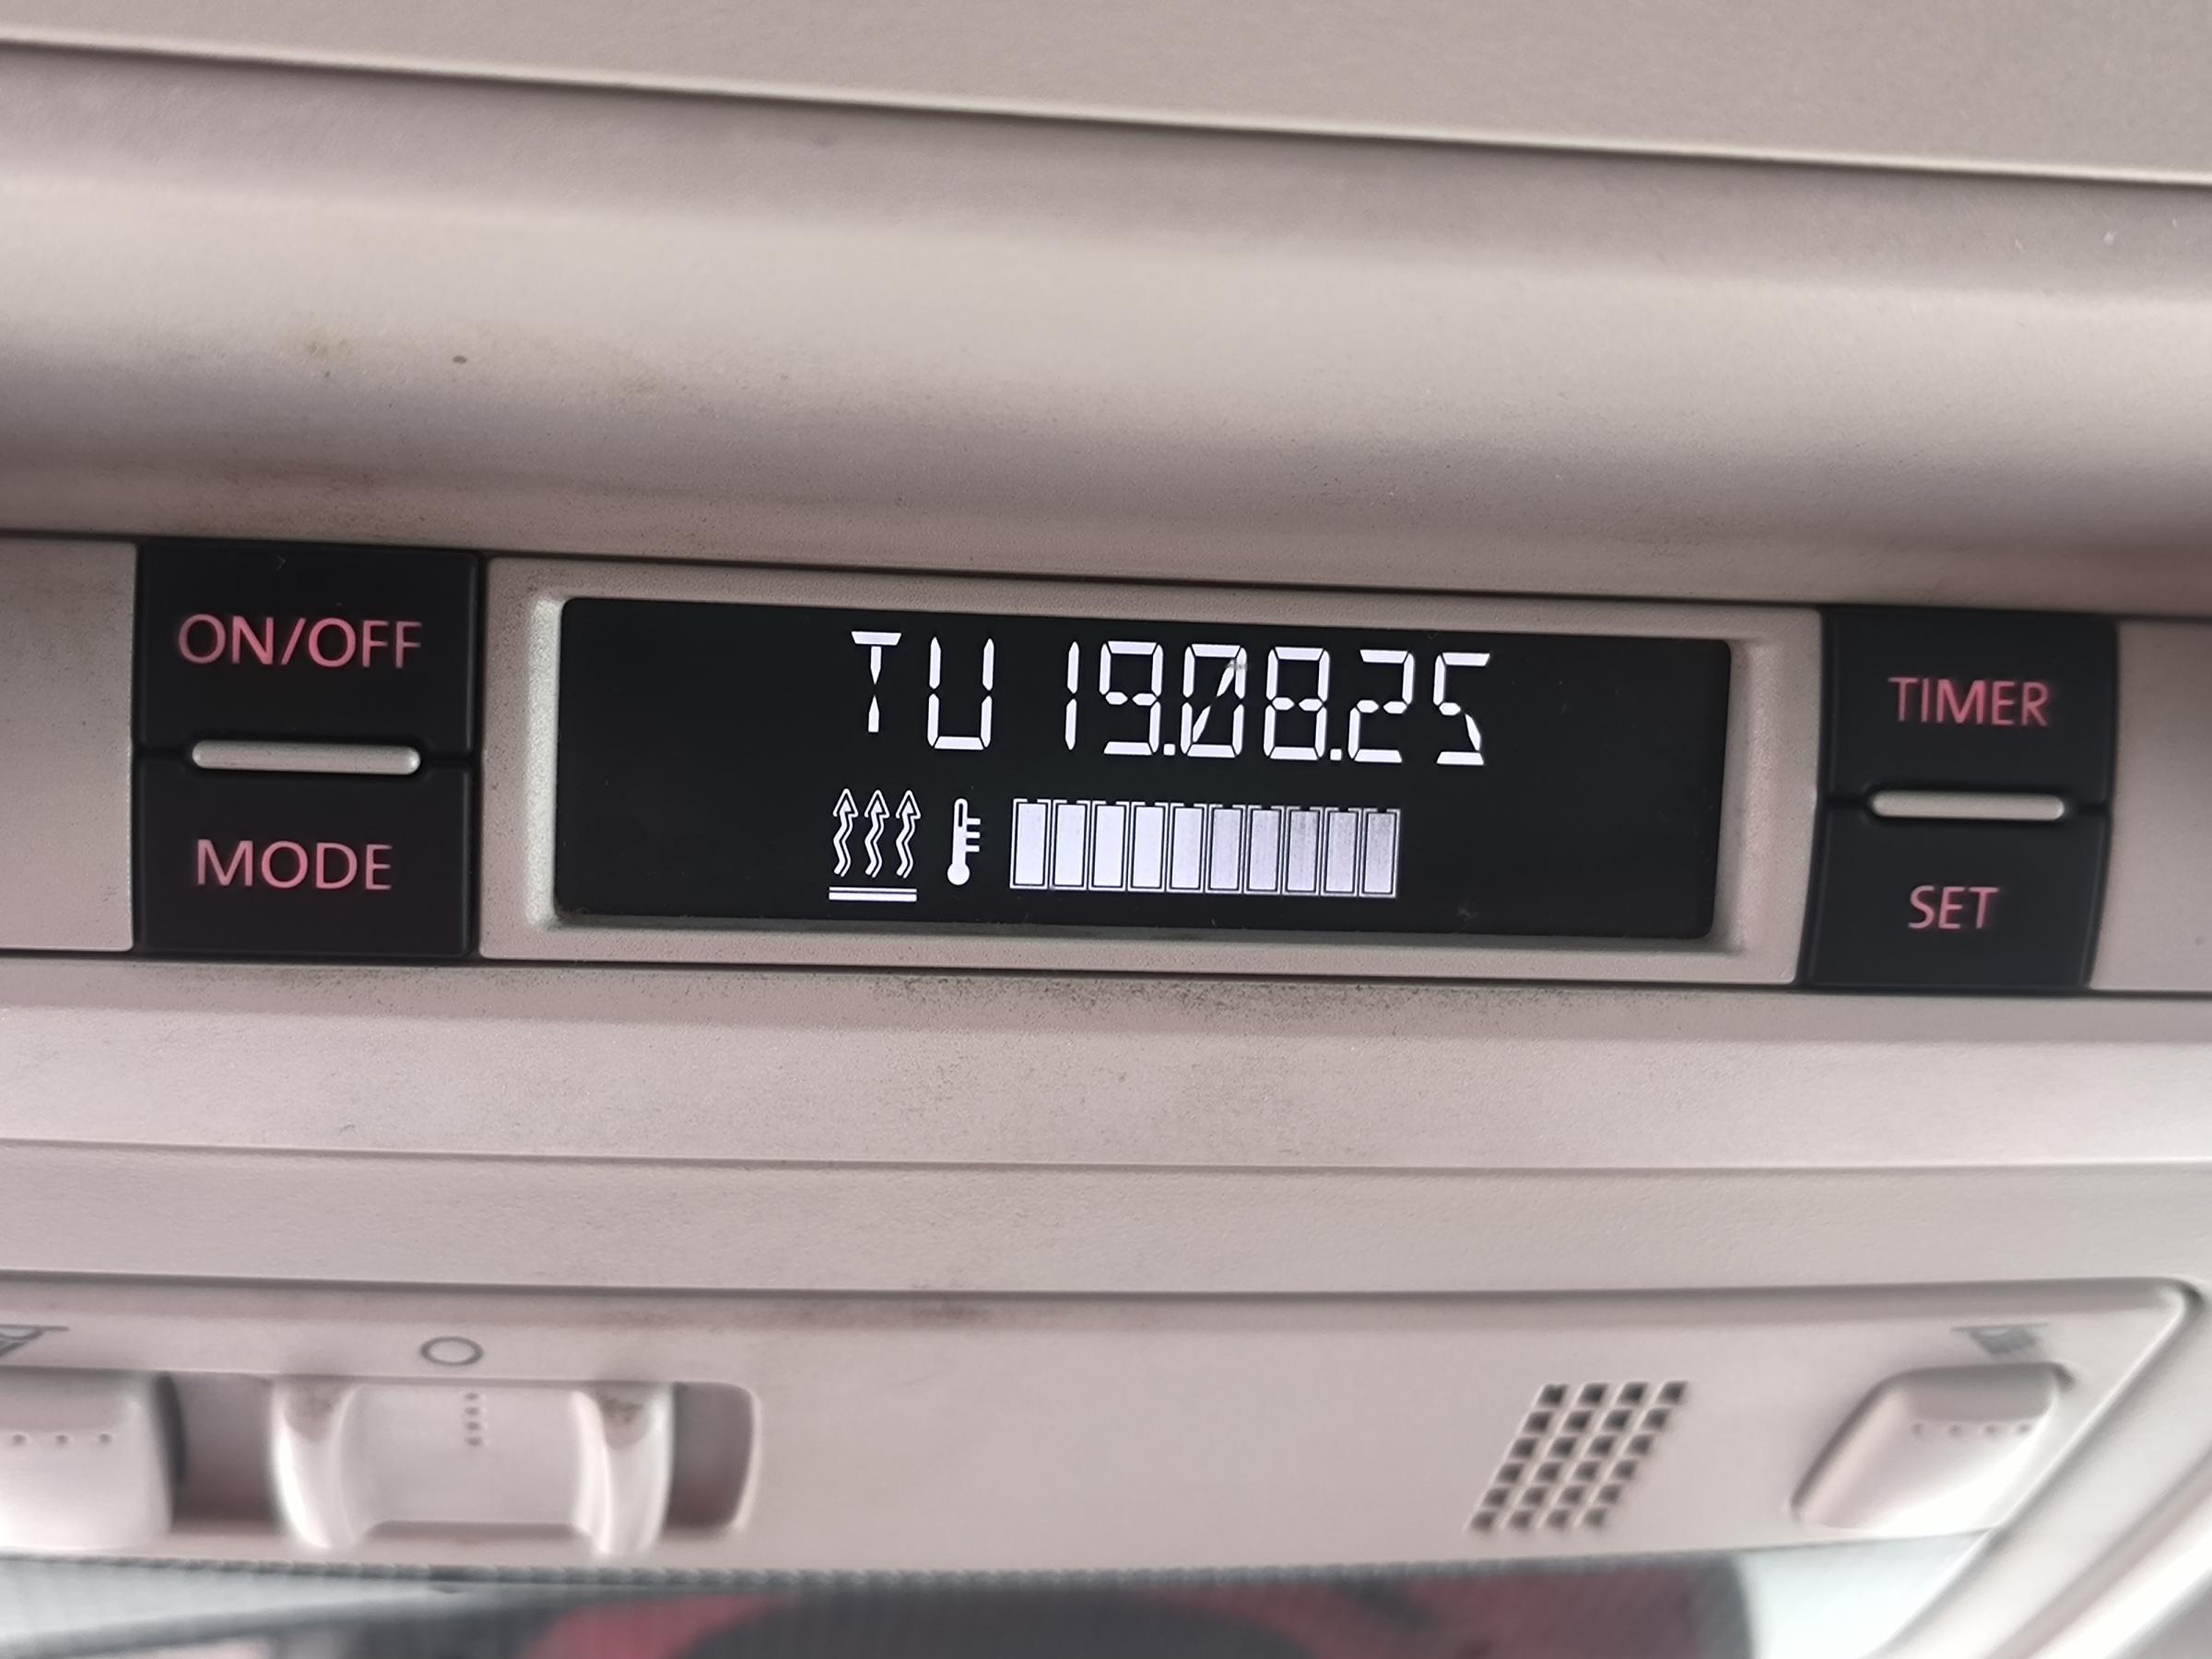 ON/OFF
MODE
TU 19.08.25
TIMER
SET